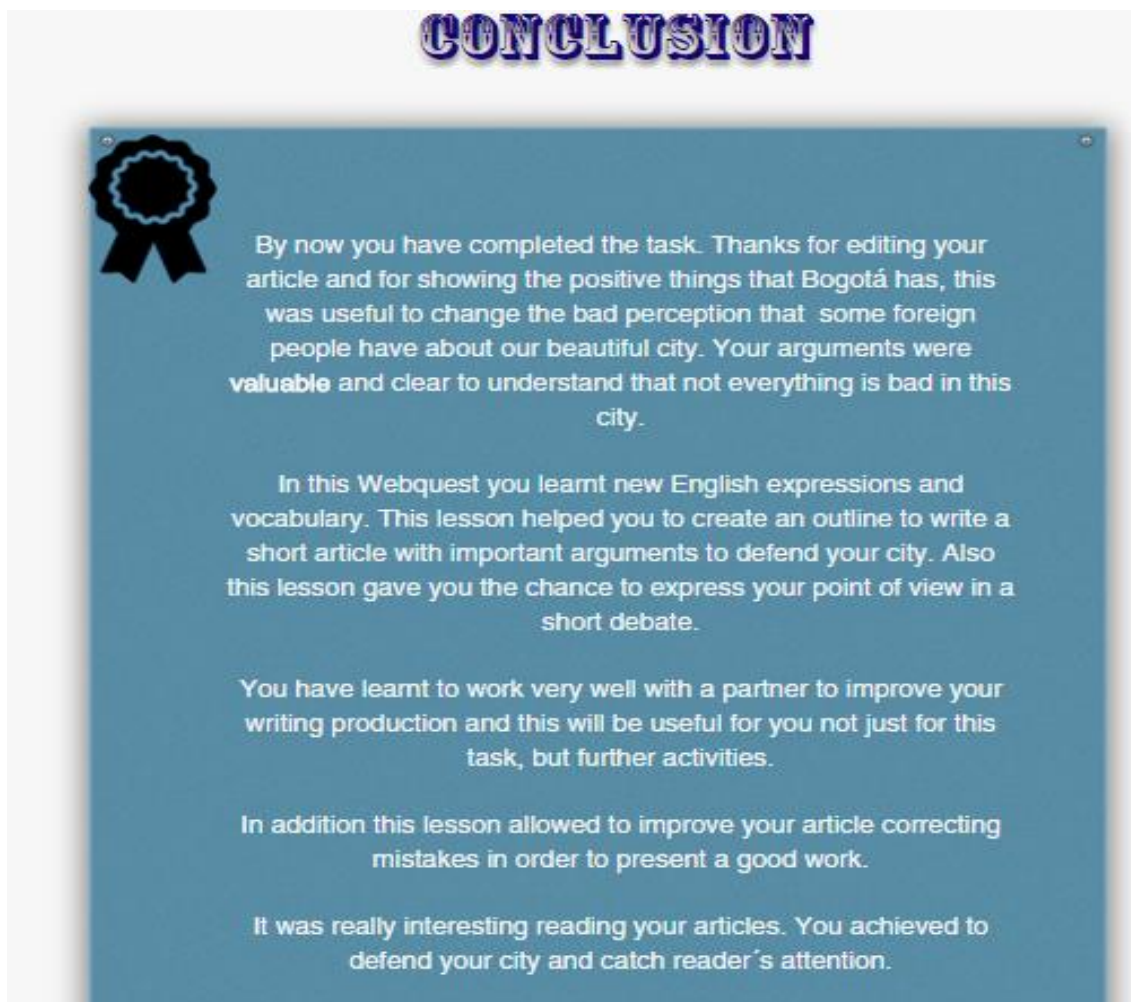 CONCLUSION
By now you have completed the task. Thanks for editing your
article and for showing the positive things that Bogotá has, this
was useful to change the bad perception that some foreign
people have about our beautiful city. Your arguments were
valuable and clear to understand that not everything is bad in this
city.
In this Webquest you learnt new English expressions and
vocabulary. This lesson helped you to create an outline to write a
short article with important arguments to defend your city. Also
this lesson gave you the chance to express your point of view in a
short debate.
You have learnt to work very well with a partner to improve your
writing production and this will be useful for you not just for this
task, but further activities.
In addition this lesson allowed to improve your article correcting
mistakes in order to present a good work.
It was really interesting reading your articles. You achieved to
defend your city and catch reader´s attention.